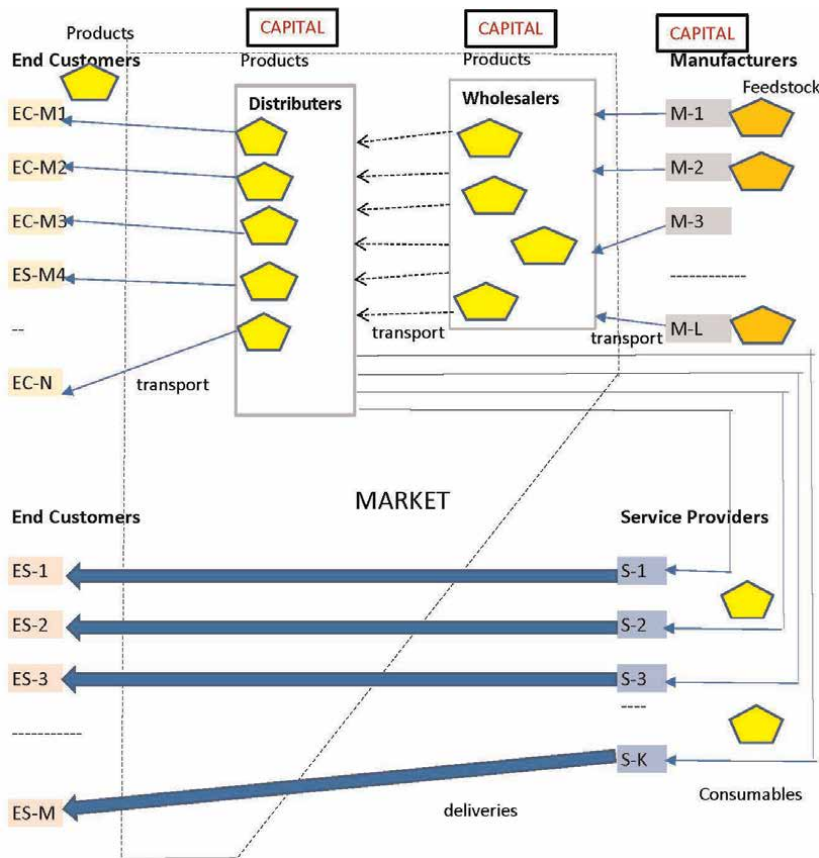 Products
CAPITAL
CAPITAL
CAPITAL
End Customers
Products
Products
Manufacturers
Feedstock
Distributers
Wholesalers
EC-M1
M-1
EC-M2
M-2
EC-M3
M-3
ES-M4
----------
--
transport
transport
M-L
EC-N
transport
MARKET
End Customers
Service Providers
ES-1
S-1
ES-2
S-2
ES-3
S-3
----
----------
S-K
Consumables
ES-M
deliveries